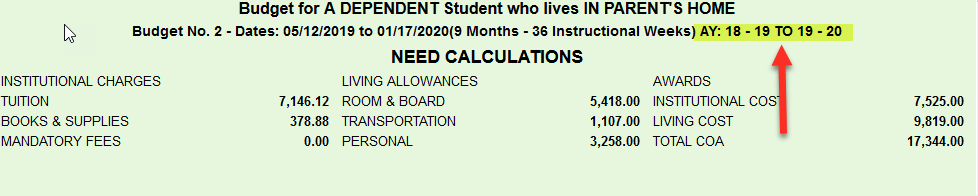 Budget for A DEPENDENT Student who lives IN PARENT'S HOME
Budget No. 2 - Dates: 05/12/2019 to 01/17/2020(9 Months - 36 Instructional Weeks) AY: 18 - 19 TO 19 - 20
NEED CALCULATIONS
INSTITUTIONAL CHARGES LIVING ALLOWANCES AWARDS
TUITION 7,146.12 ROOM & BOARD 5,418.00 INSTITUTIONAL COST 7,525.00
BOOKS & SUPPLIES 378.88 TRANSPORTATION 1,107.00 LIVING COST 9,819.00
MANDATORY FEES 0.00 PERSONAL 3,258.00 TOTAL COA 17,344.00